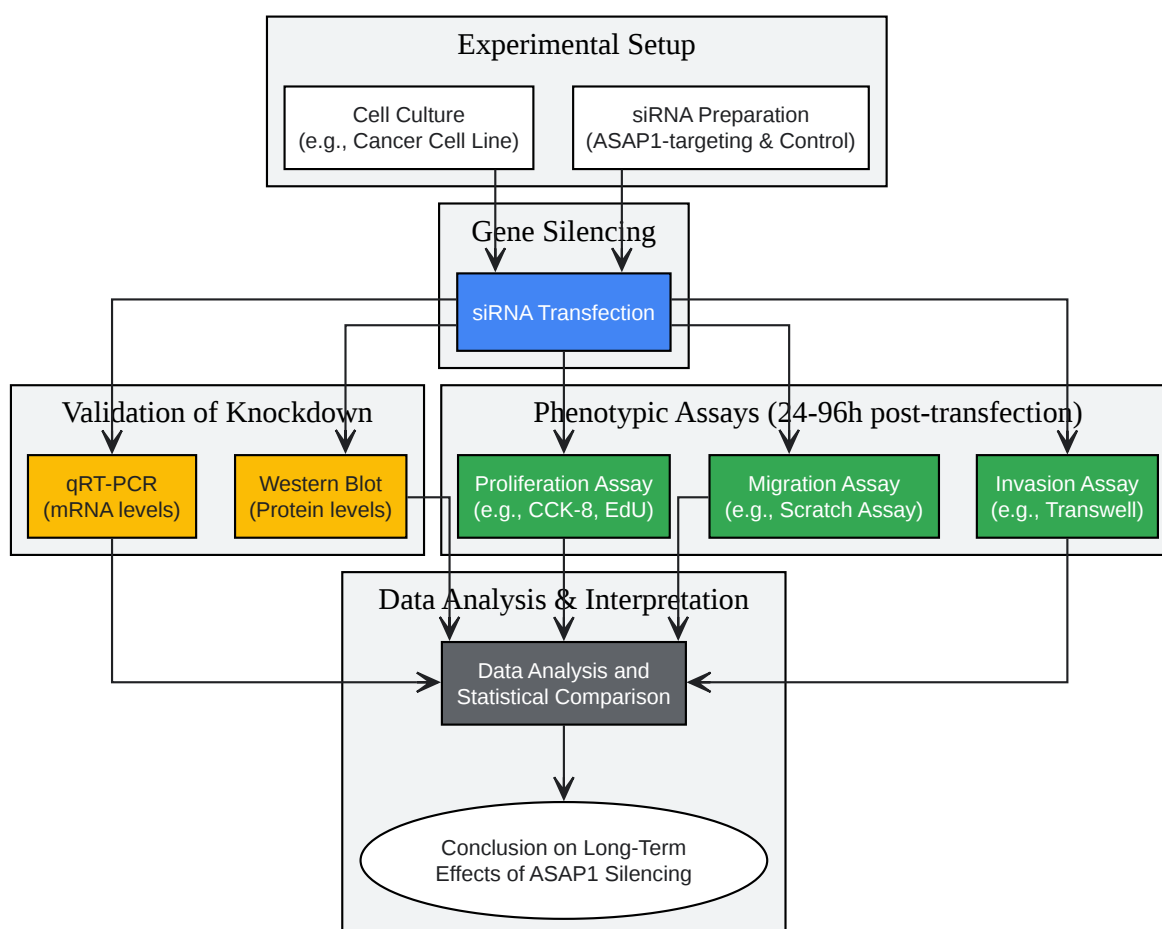 Experimental Setup
Cell Culture
(e.g., Cancer Cell Line)
siRNA Preparation
(ASAP1-targeting & Control)
Gene Silencing
siRNA Transfection
Validation of Knockdown
qRT-PCR
(mRNA levels)
Western Blot
(Protein levels)
Phenotypic Assays (24-96h post-transfection)
Proliferation Assay
(e.g., CCK-8, EdU)
Migration Assay
(e.g., Scratch Assay)
Invasion Assay
(e.g., Transwell)
Data Analysis & Interpretation
Data Analysis and
Statistical Comparison
Conclusion on Long-Term
Effects of ASAP1 Silencing